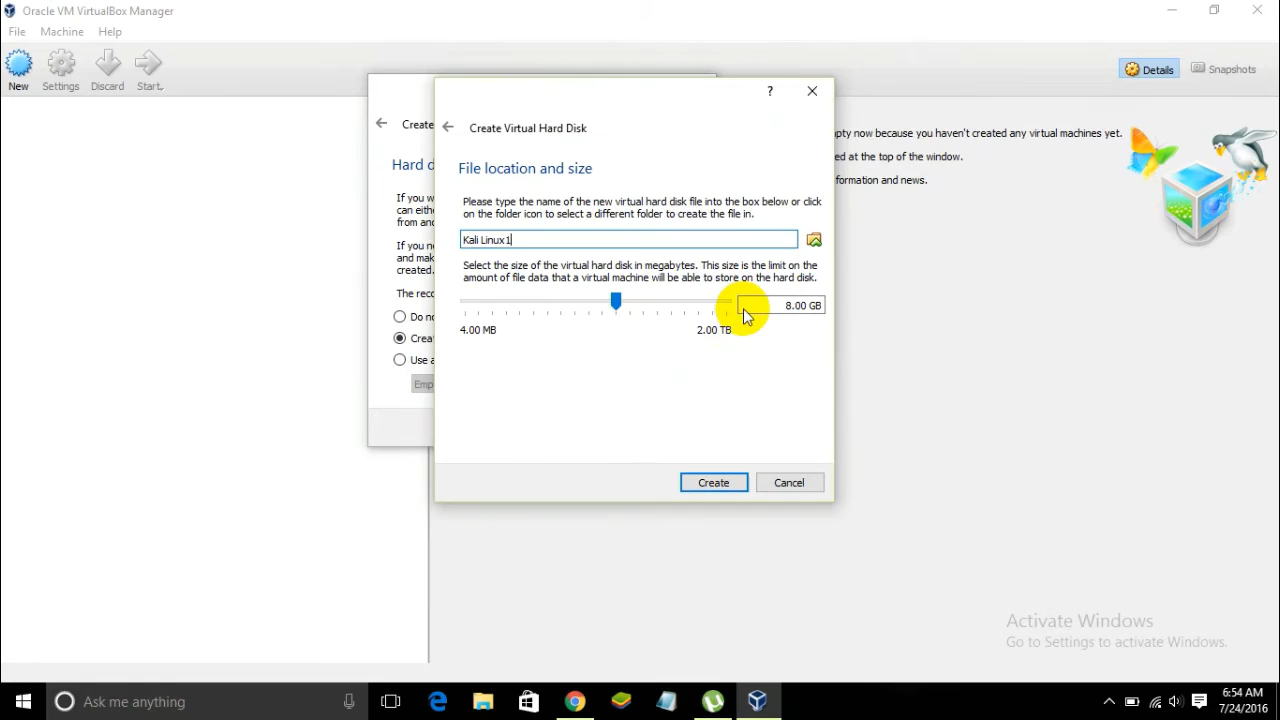 Oracle VM VirtualBox Manager
File Machine Help
New Settings Discard Start
Details Snapshots
Create
Create Virtual Hard Disk
?
pty now because you haven't created any virtual machines yet.
ed at the top of the window.
formation and news.
Hard d
If you w
can eithe
from and
If you ne
and mak
created.
The reco
Do no
Creat
Use a
Emp
File location and size
Please type the name of the new virtual hard disk file into the box below or click
on the folder icon to select a different folder to create the file in.
Kali Linux1
Select the size of the virtual hard disk in megabytes. This size is the limit on the
amount of file data that a virtual machine will be able to store on the hard disk.
8.00 GB
4.00 MB 2.00 TB
Create Cancel
Activate Windows
Go to Settings to activate Windows.
Ask me anything
6:54 AM
7/24/2016